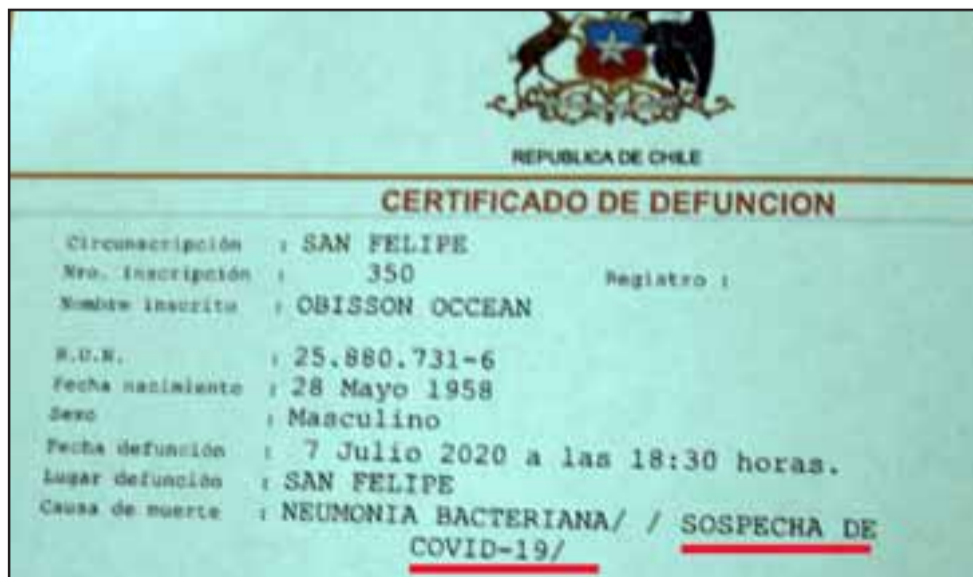 REPUBLICA DE CHILE
CERTIFICADO DE DEFUNCION
Circunscripción : SAN FELIPE
Nro. Inscripción : 350 Registro :
Nombre inscrito : OBISSON OCCEAN
R.U.N. : 25.880.731-6
Fecha nacimiento : 28 Mayo 1958
Sexo : Masculino
Fecha defunción : 7 Julio 2020 a las 18:30 horas.
Lugar defunción : SAN FELIPE
Causa de muerte : NEUMONIA BACTERIANA/ / SOSPECHA DE
COVID-19/